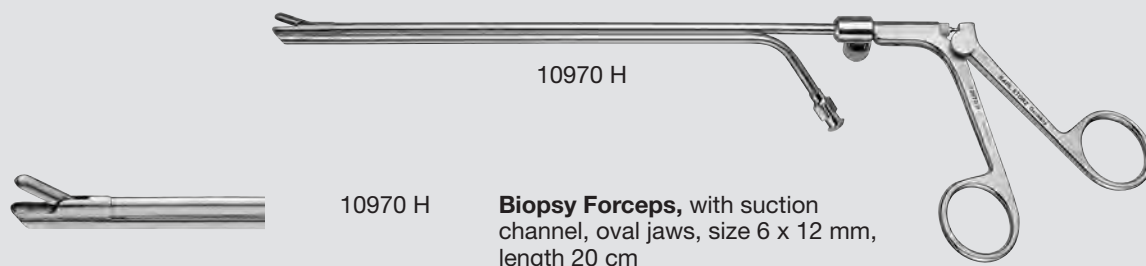 10970 H
10970 H
Biopsy Forceps, with suction
channel, oval jaws, size 6 x 12 mm,
length 20 cm